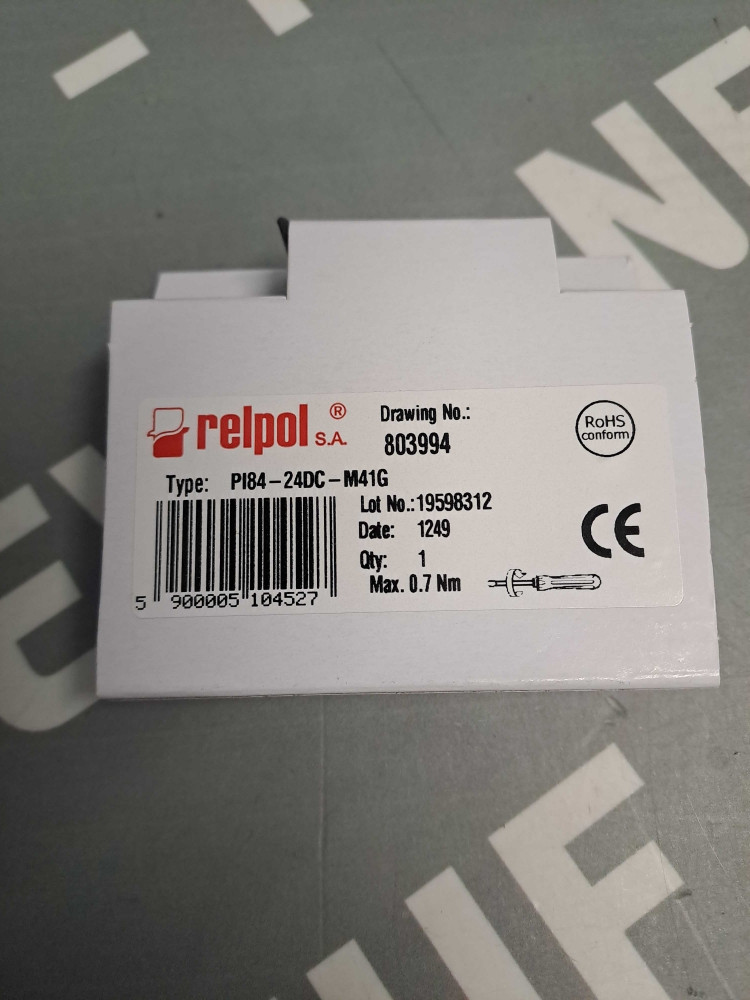 relpol ® S.A.
Drawing No.:
803994
RoHS
conform
Type: PI84-24DC-M41G
Lot No.:19598312
Date: 1249
CE
Qty: 1
Max. 0.7 Nm
5 900005 104527